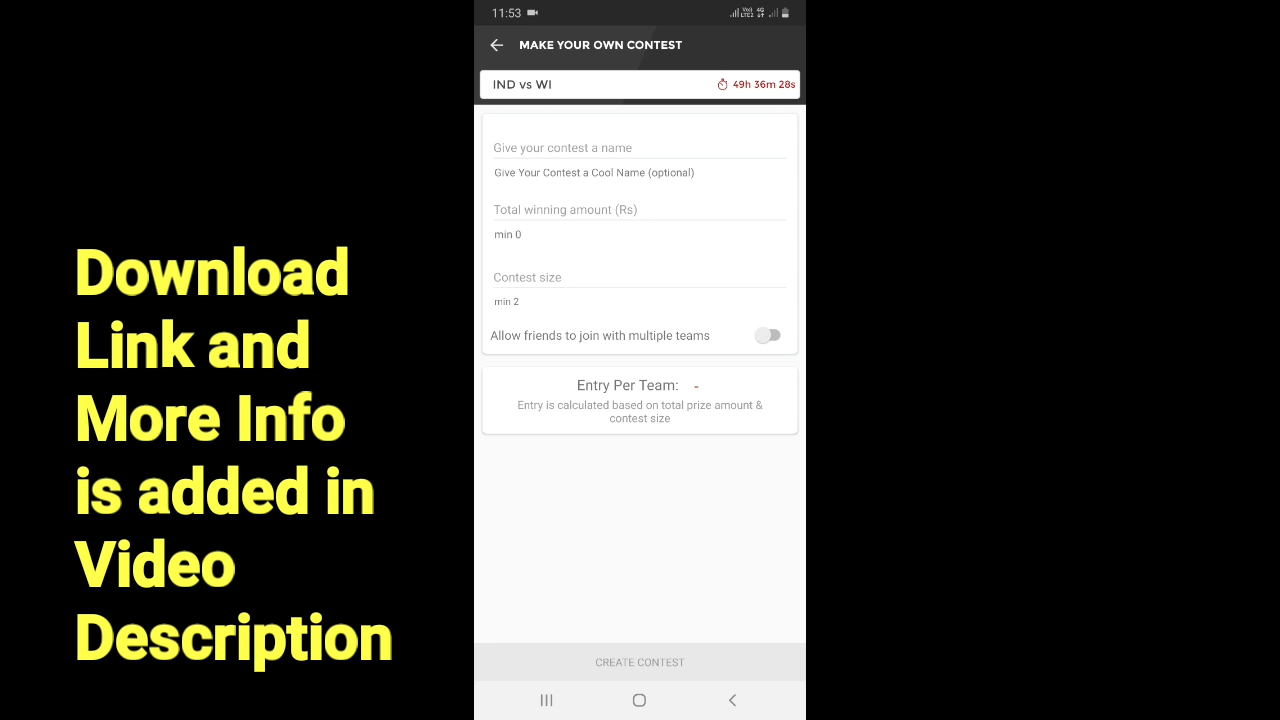 11:53
Vo)) 4G
LTE2
MAKE YOUR OWN CONTEST
IND vs WI 49h 36m 28s
Give your contest a name
Give Your Contest a Cool Name (optional)
Total winning amount (Rs)
min 0
Contest size
min 2
Allow friends to join with multiple teams
Entry Per Team: -
Entry is calculated based on total prize amount &
contest size
CREATE CONTEST
Download
Link and
More Info
is added in
Video
Description